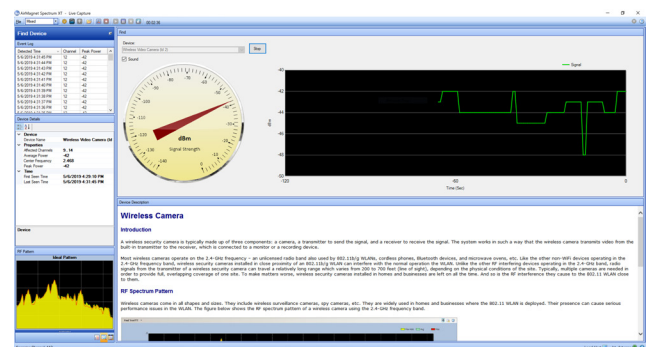 AirMagnet Spectrum XT - Live Capture
File
00:02:38
Find Device
Event Log
Detected Time Channel Peak Power
5/6/2019 4:31:45 PM 12 -42
5/6/2019 4:31:44 PM 12 -42
5/6/2019 4:31:43 PM 12 -42
5/6/2019 4:31:42 PM 12 -42
5/6/2019 4:31:41 PM 12 -42
5/6/2019 4:31:40 PM 12 -42
5/6/2019 4:31:39 PM 12 -42
5/6/2019 4:31:38 PM 12 -42
5/6/2019 4:31:37 PM 12 -42
5/6/2019 4:31:36 PM 12 -42
Device Details
Device
Device Name Wireless Video Camera (Id
Properties
Affected Channels 9..14
Average Power -42
Center Frequency 2.468
Peak Power -42
Time
First Seen Time 5/6/2019 4:29:10 PM
Last Seen Time 5/6/2019 4:31:45 PM
Device
RF Pattern
Ideal Pattern
Find
Device:
Wireless Video Camera (Id 2)
Stop
Sound
dBm
Signal Strength
Signal
-40
-42
-44
-46
-48
-50
dBm
-120 -60 0
Time (Sec)
Device Description
Wireless Camera
Introduction
A wireless security camera is typically made up of three components: a camera, a transmitter to send the signal, and a receiver to receive the signal. The system works in such a way that the wireless camera transmits video from the
built-in transmitter to the receiver, which is connected to a monitor or a recording device.
Most wireless cameras operate on the 2.4-GHz frequency – an unlicensed radio band also used by 802.11b/g WLANs, cordless phones, Bluetooth devices, and microwave ovens, etc. Like the other non-WiFi devices operating in the
2.4-GHz frequency band, wireless security cameras installed in close proximity of an 802.11b/g WLAN can interfere with the normal operation the WLAN. Unlike the other RF interfering devices operating in the 2.4-GHz band, radio
signals from the transmitter of a wireless security camera can travel a relatively long range which varies from 200 to 700 feet (line of sight), depending on the physical conditions of the site. Typically, multiple cameras are needed in
order to provide full, overlapping coverage of one site. To make matters worse, wireless security cameras installed in homes and businesses are left on all the time. And so is the RF interference they cause to the 802.11 WLAN close
to them.
RF Spectrum Pattern
Wireless cameras come in all shapes and sizes. They include wireless surveillance cameras, spy cameras, etc. They are widely used in homes and businesses where the 802.11 WLAN is deployed. Their presence can cause serious
performance issues in the WLAN. The figure below shows the RF spectrum pattern of a wireless camera using the 2.4-GHz frequency band.